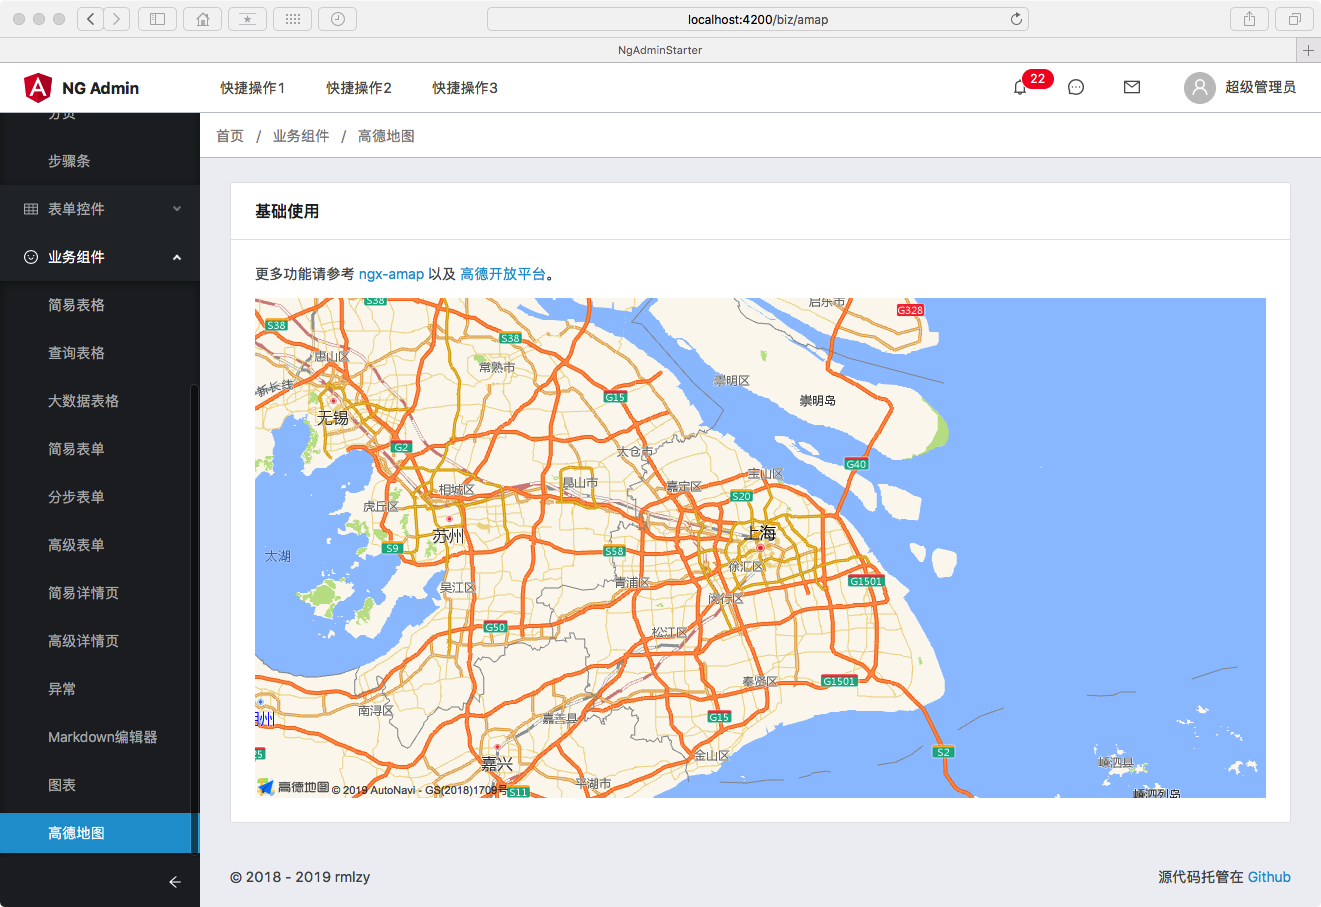 localhost:4200/biz/amap
NgAdminStarter
NG Admin
快捷操作1
快捷操作2
快捷操作3
22
超级管理员
分页
步骤条
表单控件
业务组件
简易表格
查询表格
大数据表格
简易表单
分步表单
高级表单
简易详情页
高级详情页
异常
Markdown编辑器
图表
高德地图
首页 / 业务组件 / 高德地图
基础使用
更多功能请参考 ngx-amap 以及 高德开放平台。
S38
启东市
G328
S38
S38
惠山区
常熟市
崇明区
新长线
G15
崇明岛
无锡
G2
太仓市
G40
宝山区
相城区
昆山市
嘉定区
S20
虎丘区
苏州
上海
S9
S58
太湖
徐汇区
青浦区
G1501
吴江区
闵行区
G50
松江区
奉贤区
G1501
南浔区
嘉善县
G15
金山区
S2
嘉兴
嵊泗县
平湖市
嵊泗列岛
高德地图 © 2019 AutoNavi - GS(2018)1709号
S11
© 2018 - 2019 rmlzy
源代码托管在 Github